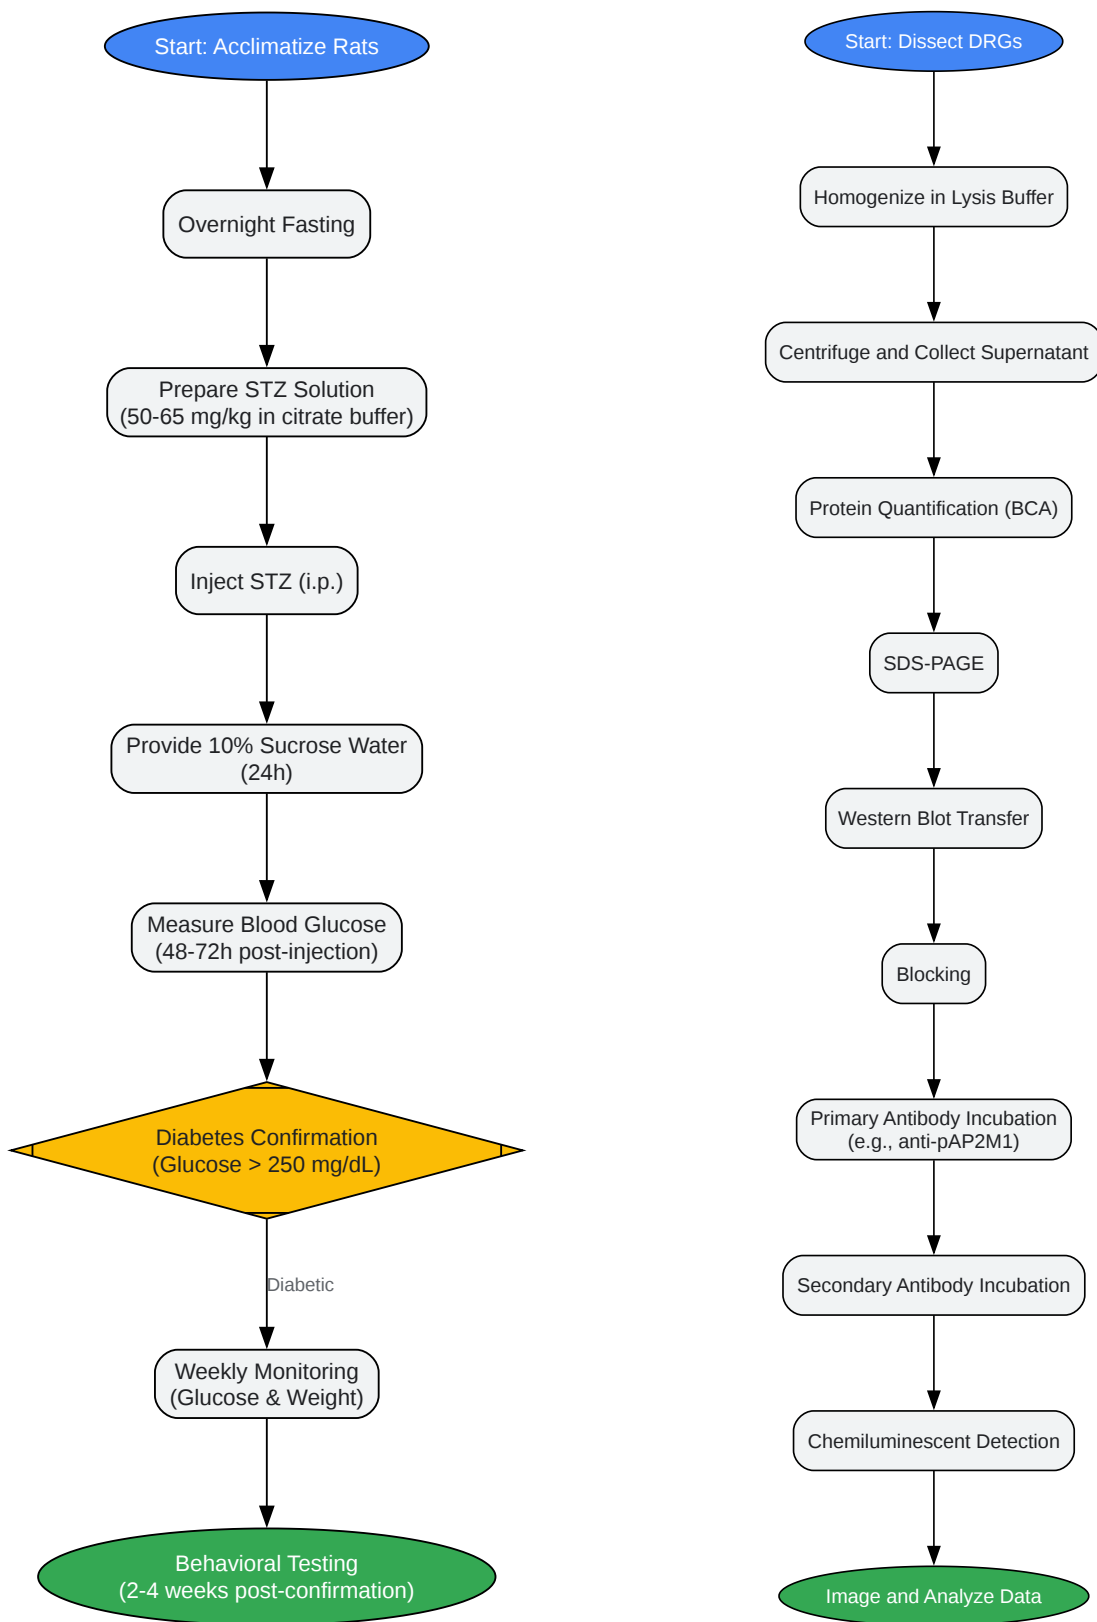 Start: Acclimatize Rats
Overnight Fasting
Prepare STZ Solution
(50-65 mg/kg in citrate buffer)
Inject STZ (i.p.)
Provide 10% Sucrose Water
(24h)
Measure Blood Glucose
(48-72h post-injection)
Diabetes Confirmation
(Glucose > 250 mg/dL)
Diabetic
Weekly Monitoring
(Glucose & Weight)
Behavioral Testing
(2-4 weeks post-confirmation)
Start: Dissect DRGs
Homogenize in Lysis Buffer
Centrifuge and Collect Supernatant
Protein Quantification (BCA)
SDS-PAGE
Western Blot Transfer
Blocking
Primary Antibody Incubation
(e.g., anti-pAP2M1)
Secondary Antibody Incubation
Chemiluminescent Detection
Image and Analyze Data